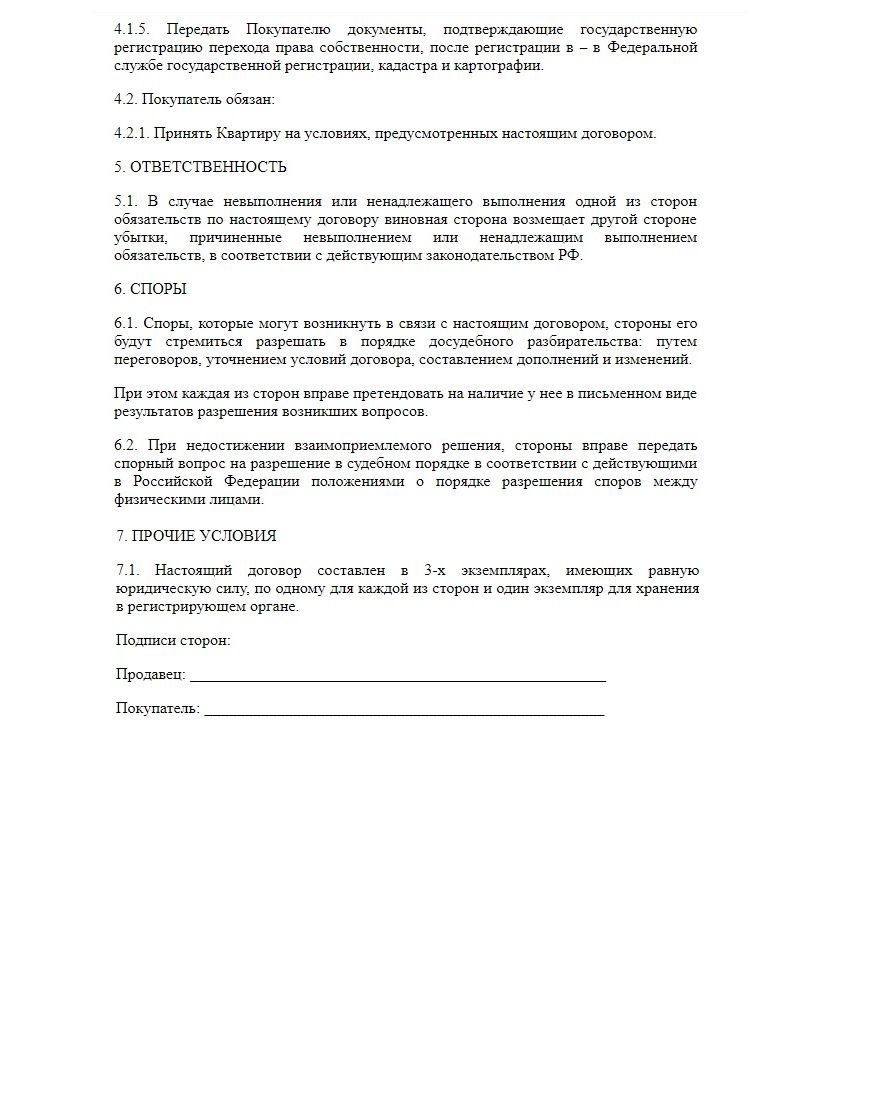 4.1.5. Передать Покупателю документы, подтверждающие государственную
регистрацию перехода права собственности, после регистрации в – в Федеральной
службе государственной регистрации, кадастра и картографии.
4.2. Покупатель обязан:
4.2.1. Принять Квартиру на условиях, предусмотренных настоящим договором.
5. ОТВЕТСТВЕННОСТЬ
5.1. В случае невыполнения или ненадлежащего выполнения одной из сторон
обязательств по настоящему договору виновная сторона возмещает другой стороне
убытки, причиненные невыполнением или ненадлежащим выполнением
обязательств, в соответствии с действующим законодательством РФ.
6. СПОРЫ
6.1. Споры, которые могут возникнуть в связи с настоящим договором, стороны его
будут стремиться разрешать в порядке досудебного разбирательства: путем
переговоров, уточнением условий договора, составлением дополнений и изменений.
При этом каждая из сторон вправе претендовать на наличие у нее в письменном виде
результатов разрешения возникших вопросов.
6.2. При недостижении взаимоприемлемого решения, стороны вправе передать
спорный вопрос на разрешение в судебном порядке в соответствии с действующими
в Российской Федерации положениями о порядке разрешения споров между
физическими лицами.
7. ПРОЧИЕ УСЛОВИЯ
7.1. Настоящий договор составлен в 3-х экземплярах, имеющих равную
юридическую силу, по одному для каждой из сторон и один экземпляр для хранения
в регистрирующем органе.
Подписи сторон:
Продавец: ____________________________________________________
Покупатель: __________________________________________________